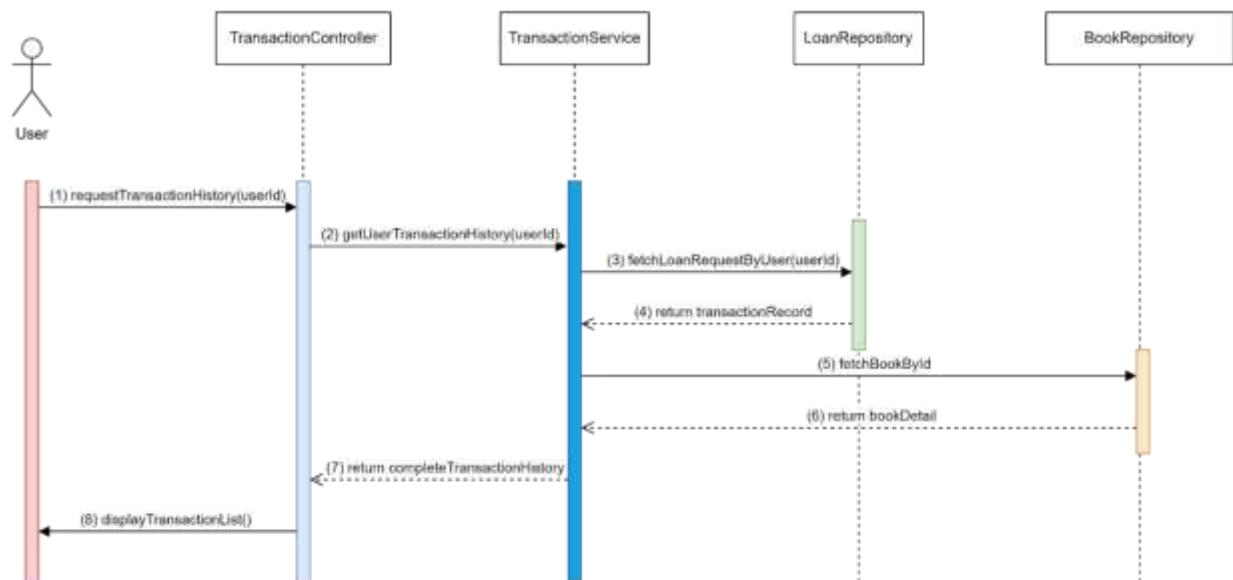 TransactionController
TransactionService
LoanRepository
BookRepository
User
(1) requestTransactionHistory(userId)
(2) getUserTransactionHistory(userId)
(3) fetchLoanRequestByUser(userId)
(4) return transactionRecord
(5) fetchBookById
(6) return bookDetail
(7) return completeTransactionHistory
(8) displayTransactionList()